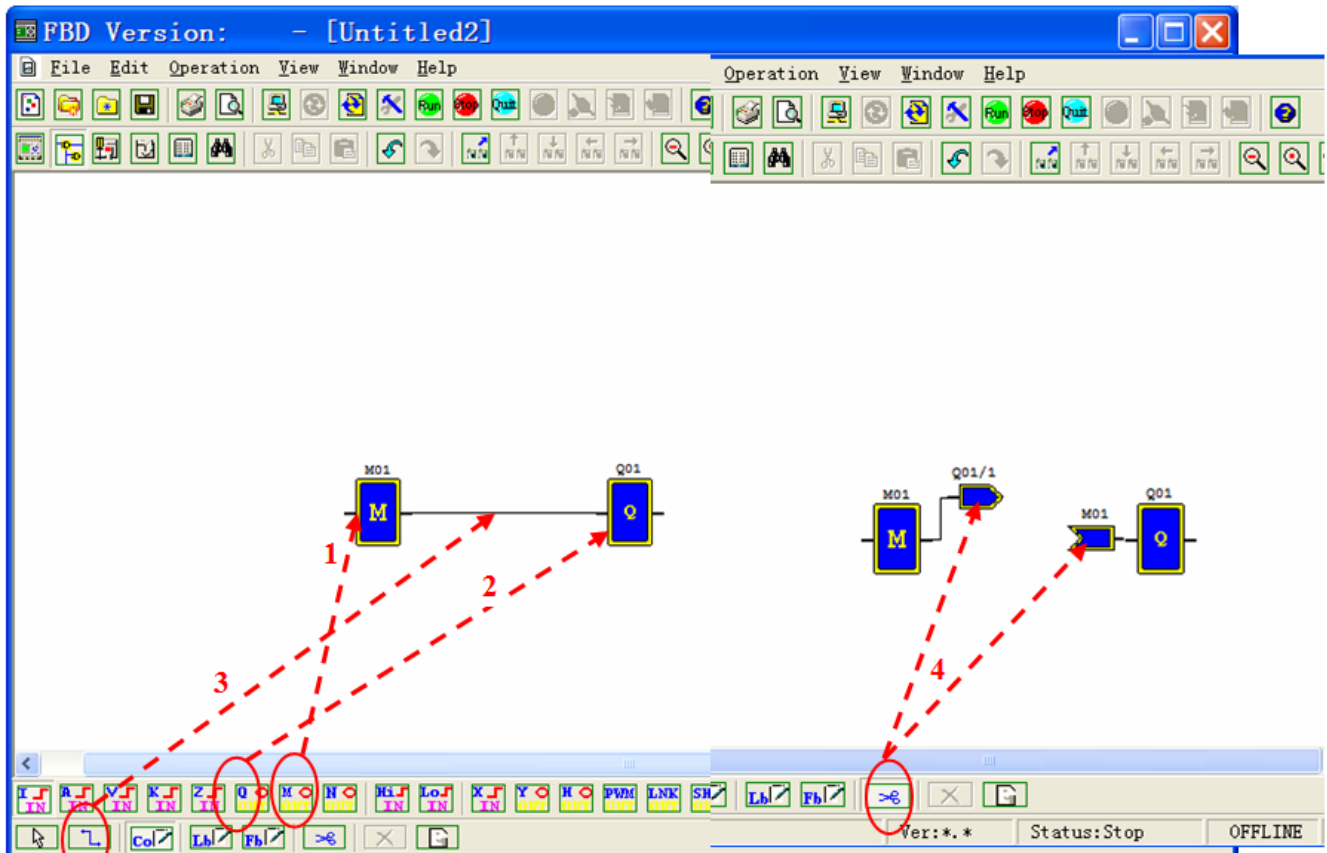 FBD Version: - [Untitled2]
File Edit Operation View Window Help
Operation View Window Help
Run Stop Quit
Run Stop Quit
M01
M
Q01
Q
1
2
3
Q01/1
M01
M
M01
Q01
Q
4
I IN A IN V IN K IN Z IN Q OUT M OUT N OUT Hi IN Lo IN X IN Y OUT H OUT PWM LNK SH
Co Lb Fb
Lb Fb
Ver:*.* Status:Stop OFFLINE